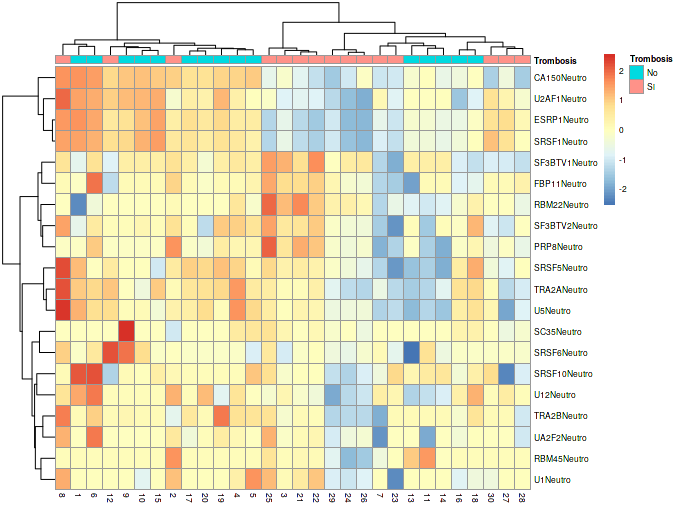 Trombosis
CA150Neutro
U2AF1Neutro
ESRP1Neutro
SRSF1Neutro
SF3BTV1Neutro
FBP11Neutro
RBM22Neutro
SF3BTV2Neutro
PRP8Neutro
SRSF5Neutro
TRA2ANeutro
U5Neutro
SC35Neutro
SRSF6Neutro
SRSF10Neutro
U12Neutro
TRA2BNeutro
UA2F2Neutro
RBM45Neutro
U1Neutro
8 1 6 12 9 10 15 2 17 20 19 4 5 25 3 21 22 29 24 26 7 23 13 11 14 16 18 30 27 28
2
1
0
-1
-2
Trombosis
No
SI